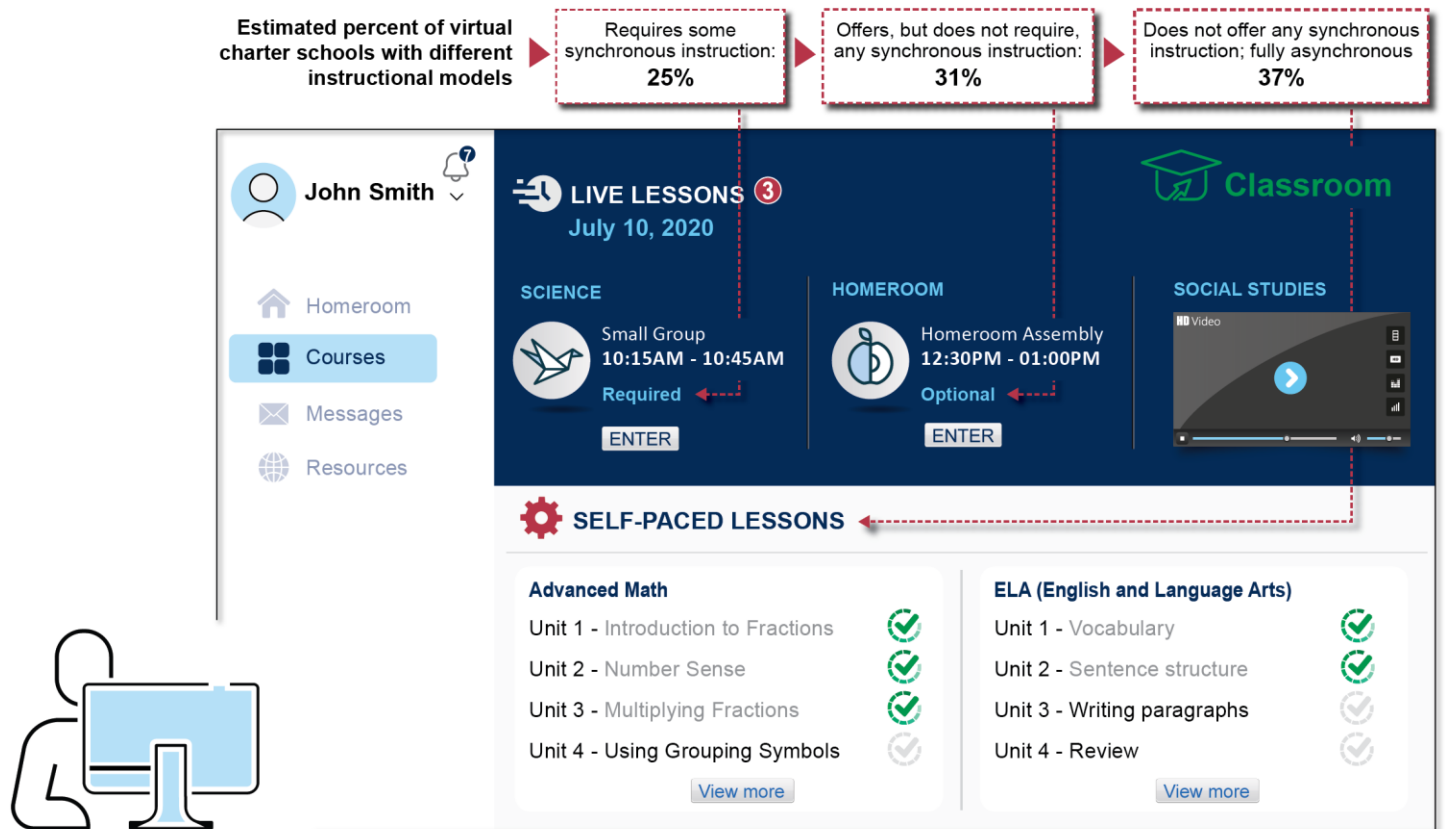 Estimated percent of virtual
charter schools with different
instructional models
Requires some
synchronous instruction:
25%
Offers, but does not require,
any synchronous instruction:
31%
Does not offer any synchronous
instruction; fully asynchronous
37%
John Smith
7
Homeroom
Courses
Messages
Resources
LIVE LESSONS 3
July 10, 2020
Classroom
SCIENCE
Small Group
10:15AM - 10:45AM
Required
ENTER
HOMEROOM
Homeroom Assembly
12:30PM - 01:00PM
Optional
ENTER
SOCIAL STUDIES
HD Video
SELF-PACED LESSONS
Advanced Math
Unit 1 - Introduction to Fractions
Unit 2 - Number Sense
Unit 3 - Multiplying Fractions
Unit 4 - Using Grouping Symbols
View more
ELA (English and Language Arts)
Unit 1 - Vocabulary
Unit 2 - Sentence structure
Unit 3 - Writing paragraphs
Unit 4 - Review
View more